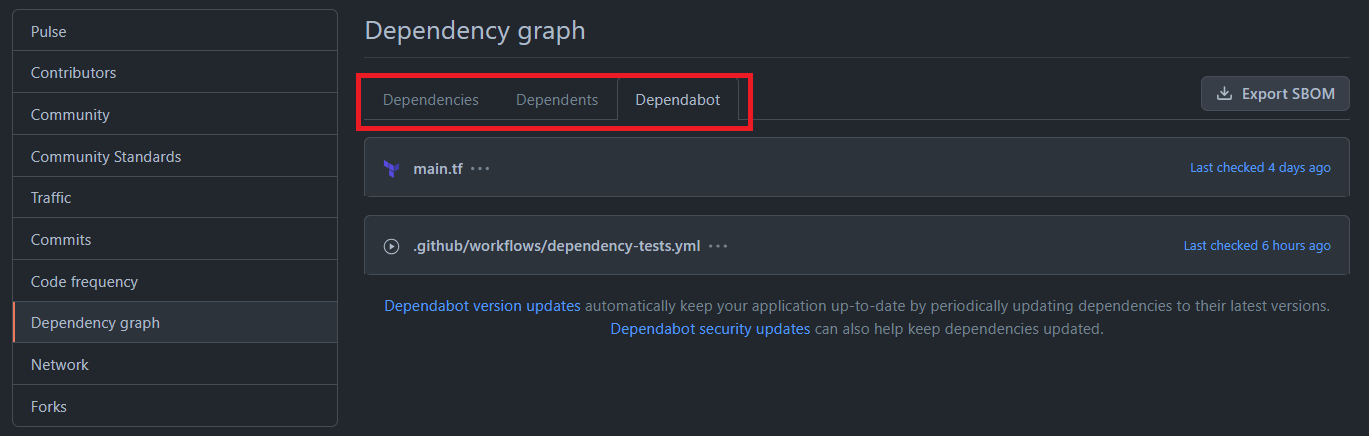 Pulse
Contributors
Community
Community Standards
Traffic
Commits
Code frequency
Dependency graph
Network
Forks
Dependency graph
Dependencies Dependents Dependabot
Export SBOM
main.tf ···
Last checked 4 days ago
.github/workflows/dependency-tests.yml ···
Last checked 6 hours ago
Dependabot version updates automatically keep your application up-to-date by periodically updating dependencies to their latest versions.
Dependabot security updates can also help keep dependencies updated.